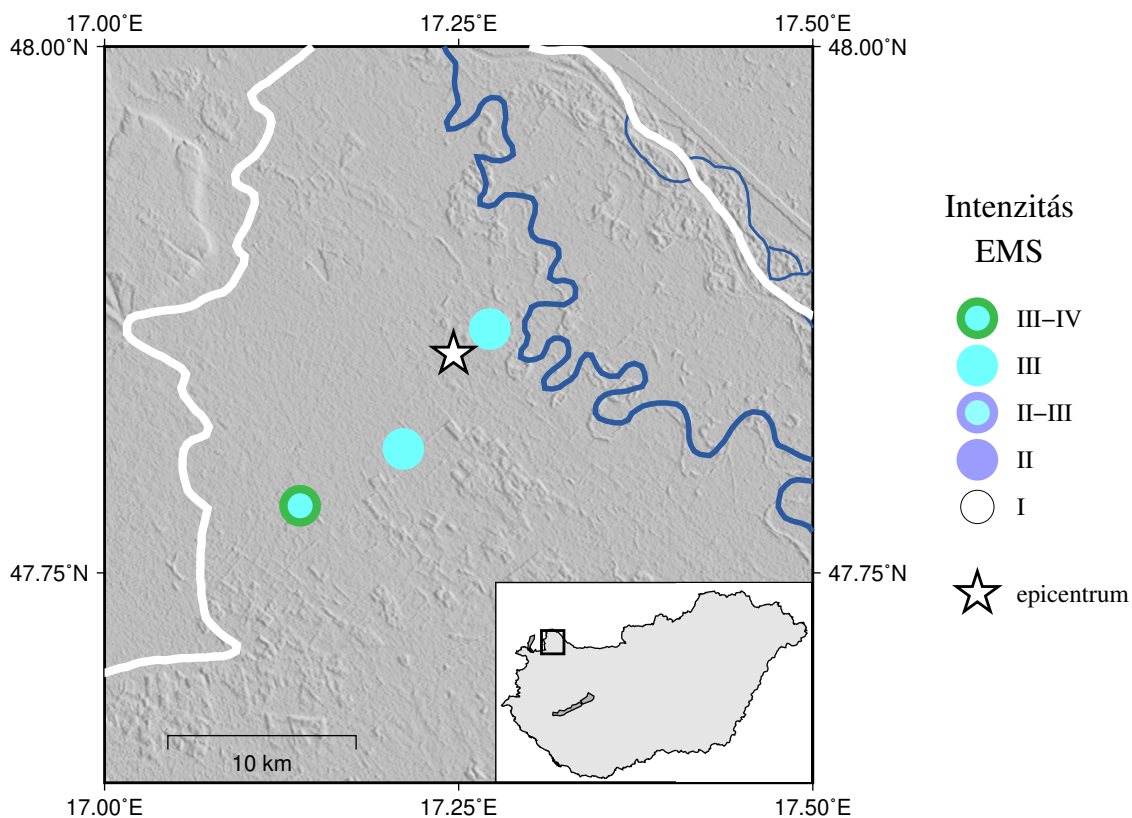 17.00˚E 17.25˚E 17.50˚E
48.00˚N 48.00˚N
Intenzitás
EMS
III–IV
III
II–III
II
I
47.75˚N 47.75˚N
epicentrum
10 km
17.00˚E 17.25˚E 17.50˚E